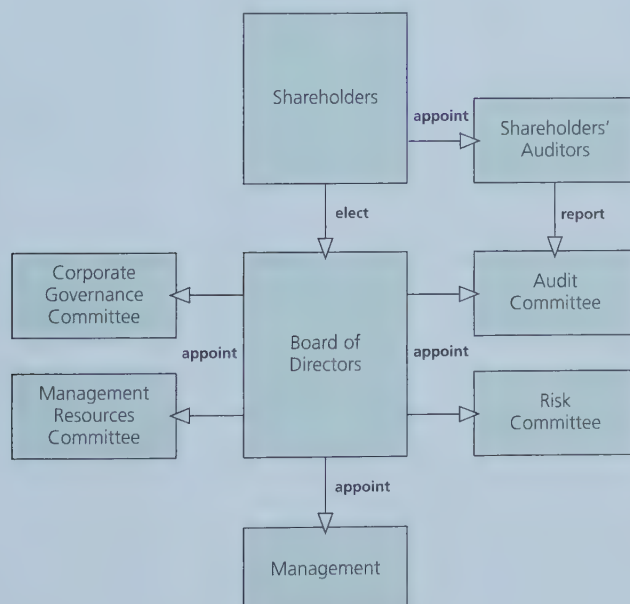 Shareholders
appoint
Shareholders'
Auditors
elect
report
Corporate
Governance
Committee
Audit
Committee
appoint
Board of
Directors
appoint
Management
Resources
Committee
Risk
Committee
appoint
Management